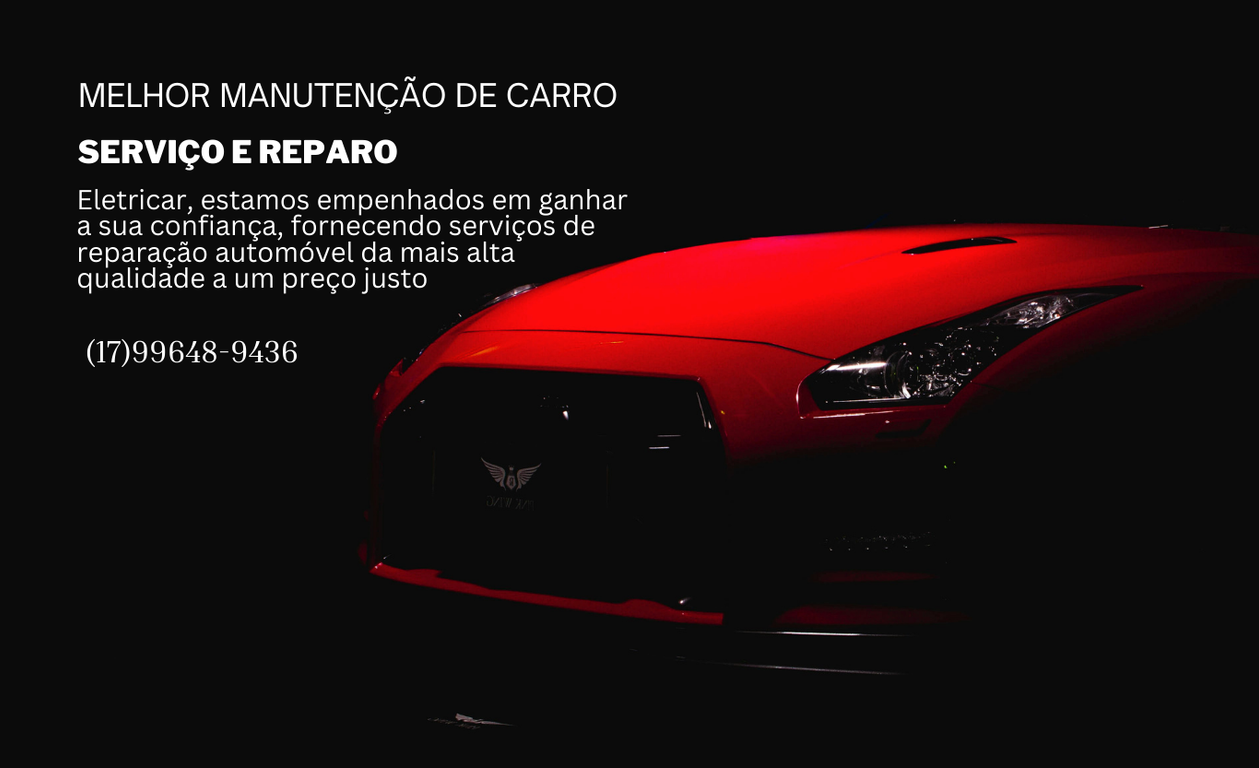 MELHOR MANUTENÇÃO DE CARRO
SERVIÇO E REPARO
Eletricar, estamos empenhados em ganhar
a sua confiança, fornecendo serviços de
reparação automóvel da mais alta
qualidade a um preço justo
(17)99648-9436